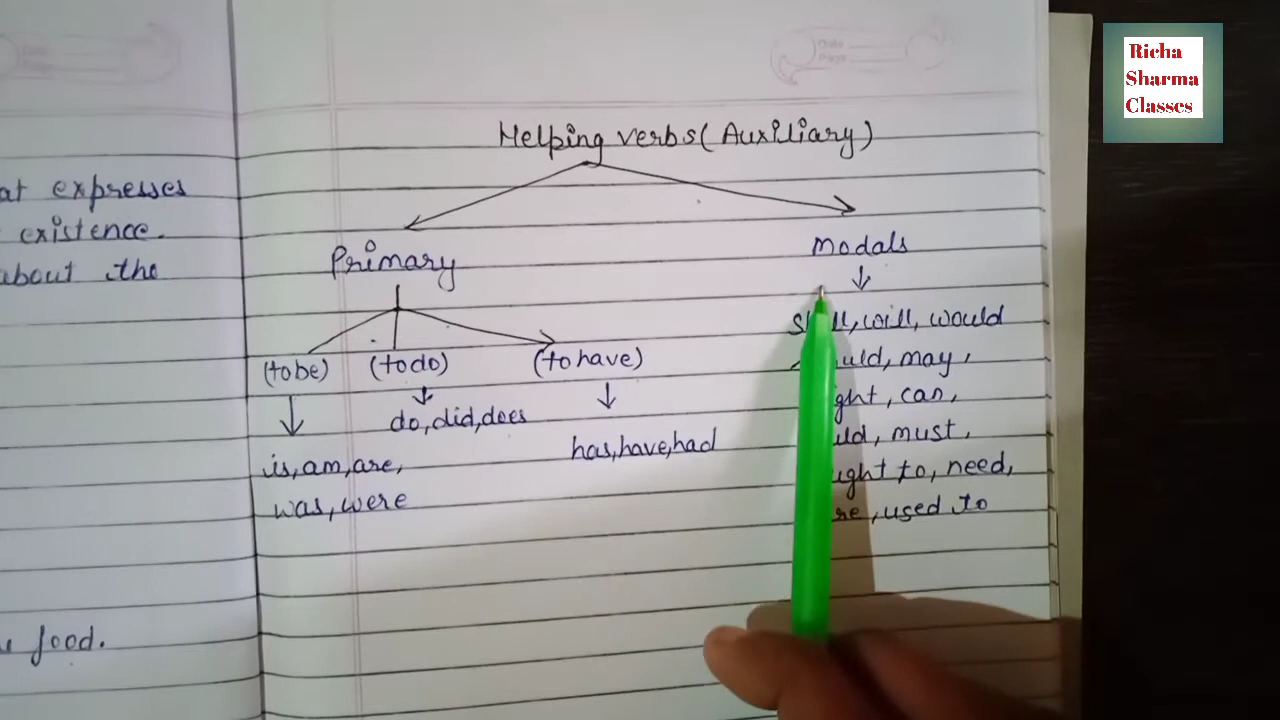 Richa
Sharma
Classes
Helping verbs (Auxiliary)
at expresses
existence.
about the
Primary
Modals
will, would
may,
can,
must,
to, need,
, used to
(to be) (to do) (to have)
do, did, does
has, have, had
is, am, are,
was, were
food.